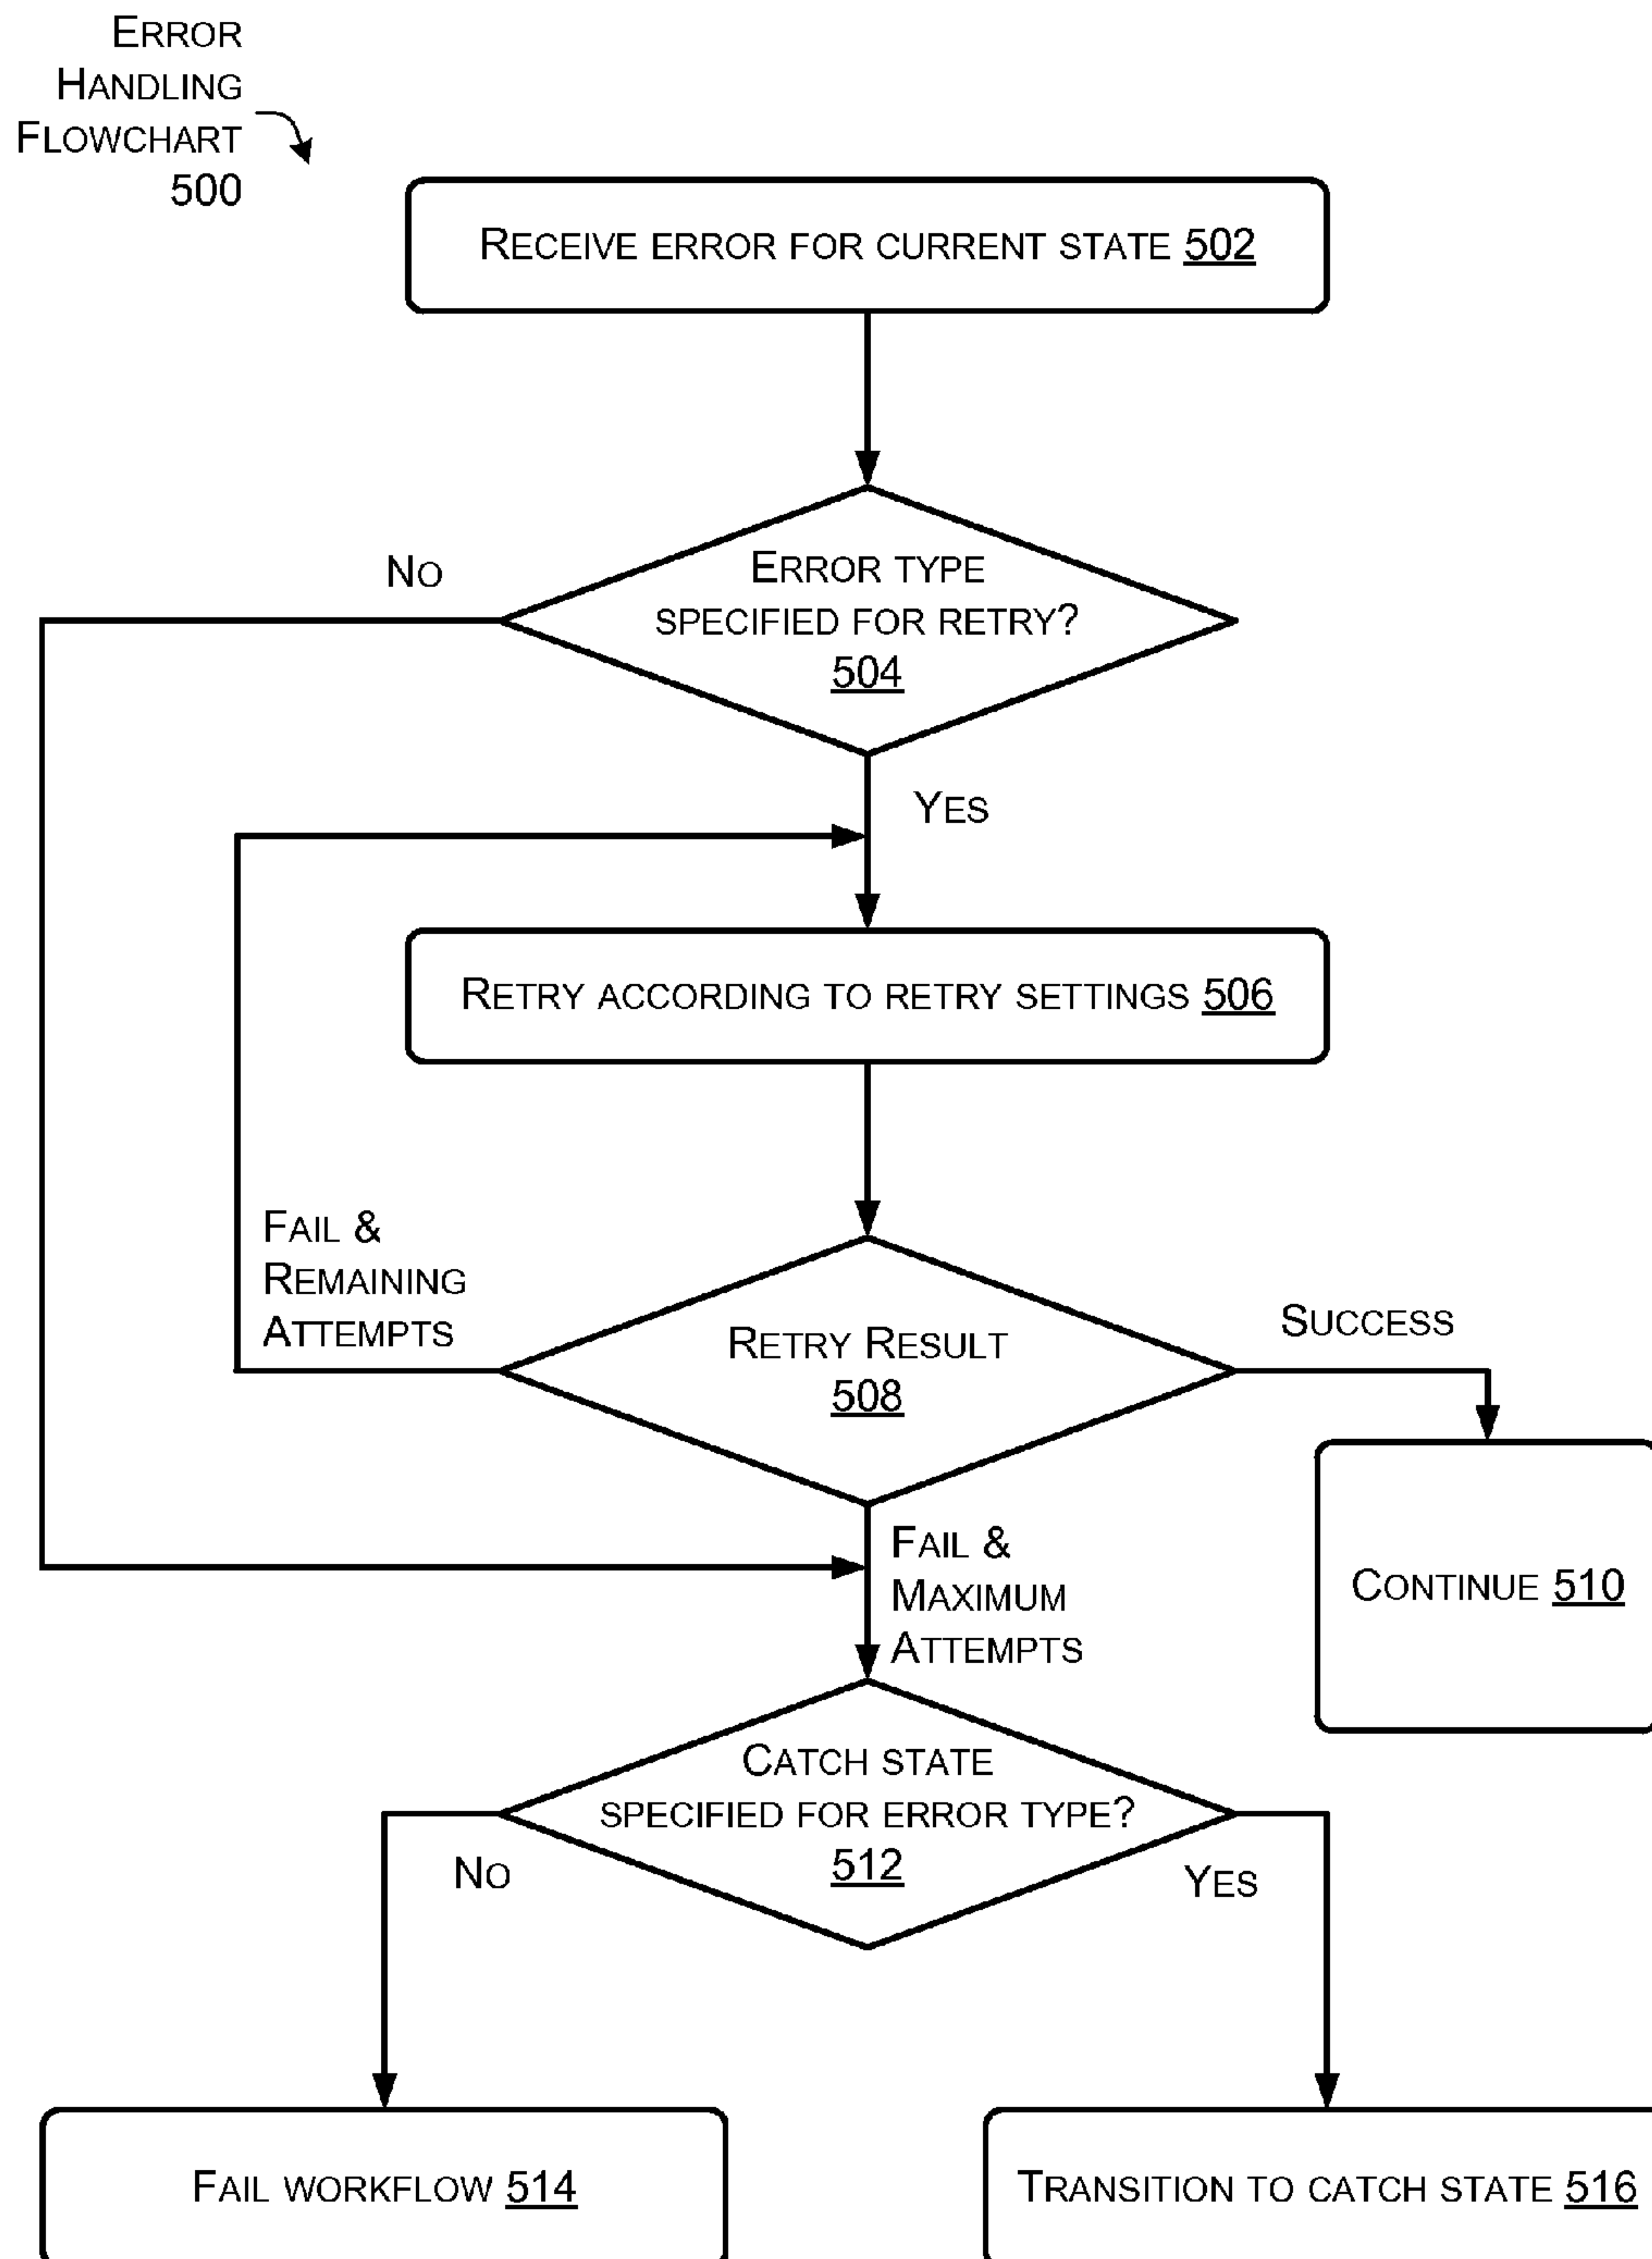 ERROR
HANDLING
FLOWCHART
500
RECEIVE ERROR FOR CURRENT STATE 502
NO
ERROR TYPE
SPECIFIED FOR RETRY?
504
YES
RETRY ACCORDING TO RETRY SETTINGS 506
FAIL &
REMAINING
ATTEMPTS
RETRY RESULT
508
SUCCESS
FAIL &
MAXIMUM
ATTEMPTS
CONTINUE 510
CATCH STATE
SPECIFIED FOR ERROR TYPE?
512
NO
YES
FAIL WORKFLOW 514
TRANSITION TO CATCH STATE 516